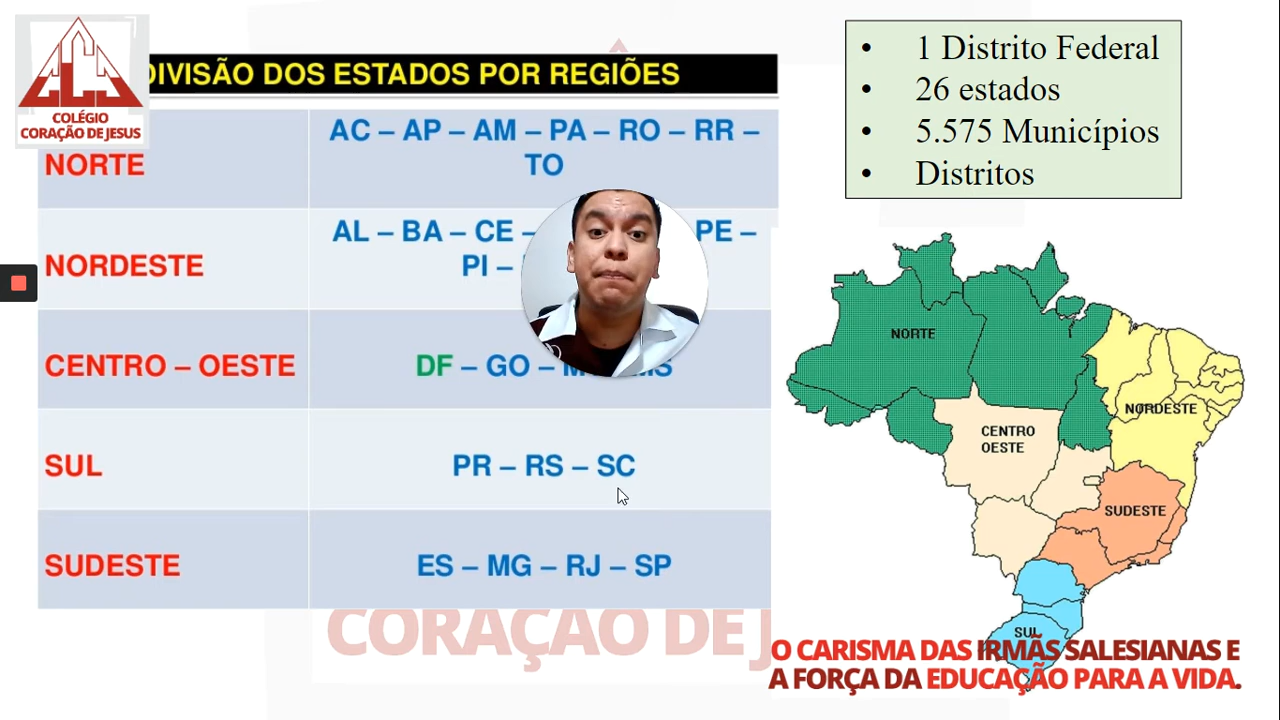 COLÉGIO
CORAÇÃO DE JESUS
DIVISÃO DOS ESTADOS POR REGIÕES
NORTE
AC – AP – AM – PA – RO – RR –
TO
NORDESTE
AL – BA – CE – PE –
PI –
CENTRO – OESTE
DF – GO –
SUL
PR – RS – SC
SUDESTE
ES – MG – RJ – SP
• 1 Distrito Federal
• 26 estados
• 5.575 Municípios
• Distritos
NORTE
NORDESTE
CENTRO
OESTE
SUDESTE
SUL
CORAÇÃO DE J
O CARISMA DAS IRMÃS SALESIANAS E
A FORÇA DA EDUCAÇÃO PARA A VIDA.